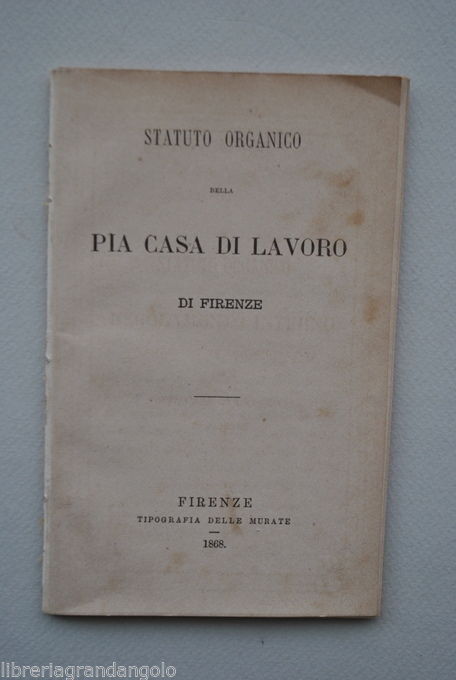 STATUTO ORGANICO
DELLA
PIA CASA DI LAVORO
DI FIRENZE
FIRENZE
TIPOGRAFIA DELLE MURATE
1868.
libreriagrandangolo